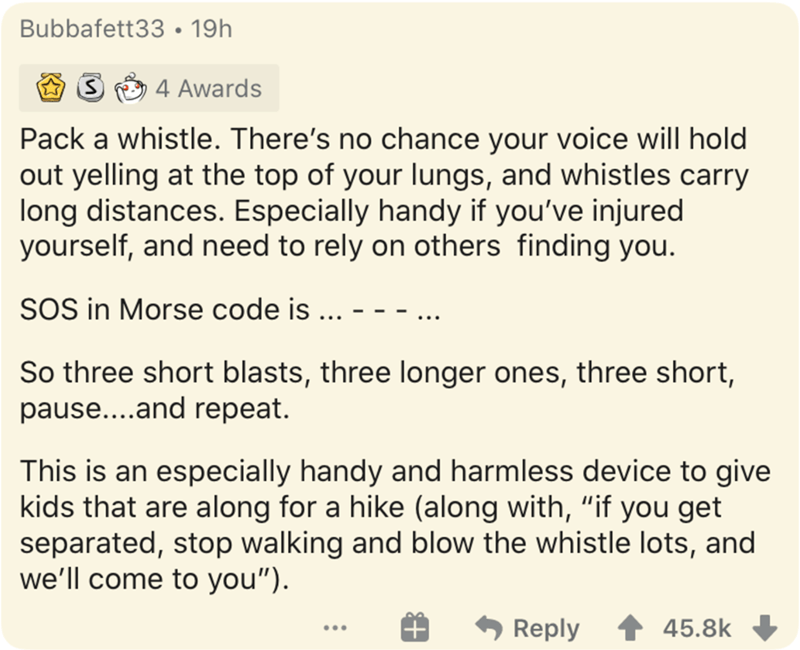 Bubbafett33 • 19h
S 4 Awards
Pack a whistle. There’s no chance your voice will hold
out yelling at the top of your lungs, and whistles carry
long distances. Especially handy if you’ve injured
yourself, and need to rely on others  finding you.
SOS in Morse code is ... - - - ...
So three short blasts, three longer ones, three short,
pause....and repeat.
This is an especially handy and harmless device to give
kids that are along for a hike (along with, “if you get
separated, stop walking and blow the whistle lots, and
we’ll come to you”).
... Reply 45.8k